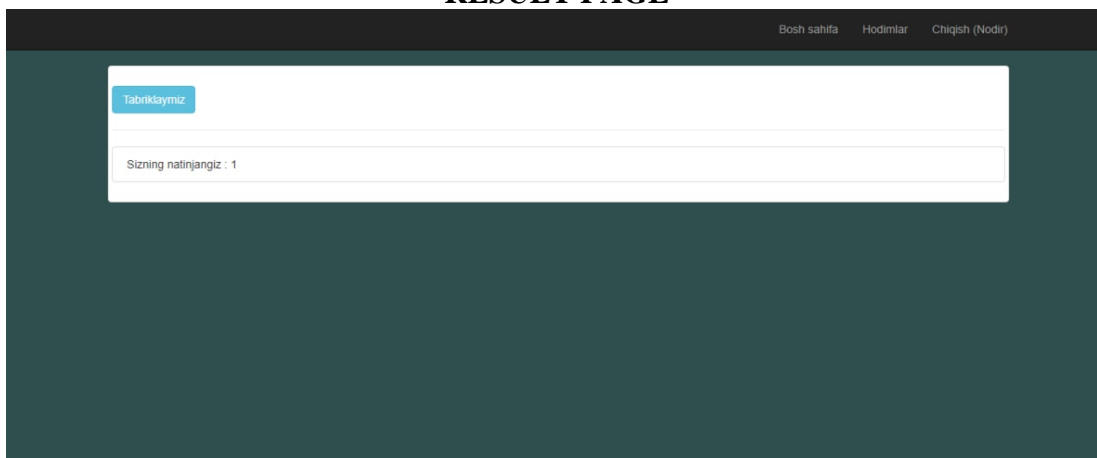 RESULT PAGE
Bosh sahifa Hodimlar Chiqish (Nodir)
Tabriklaymiz
Sizning natinjangiz : 1